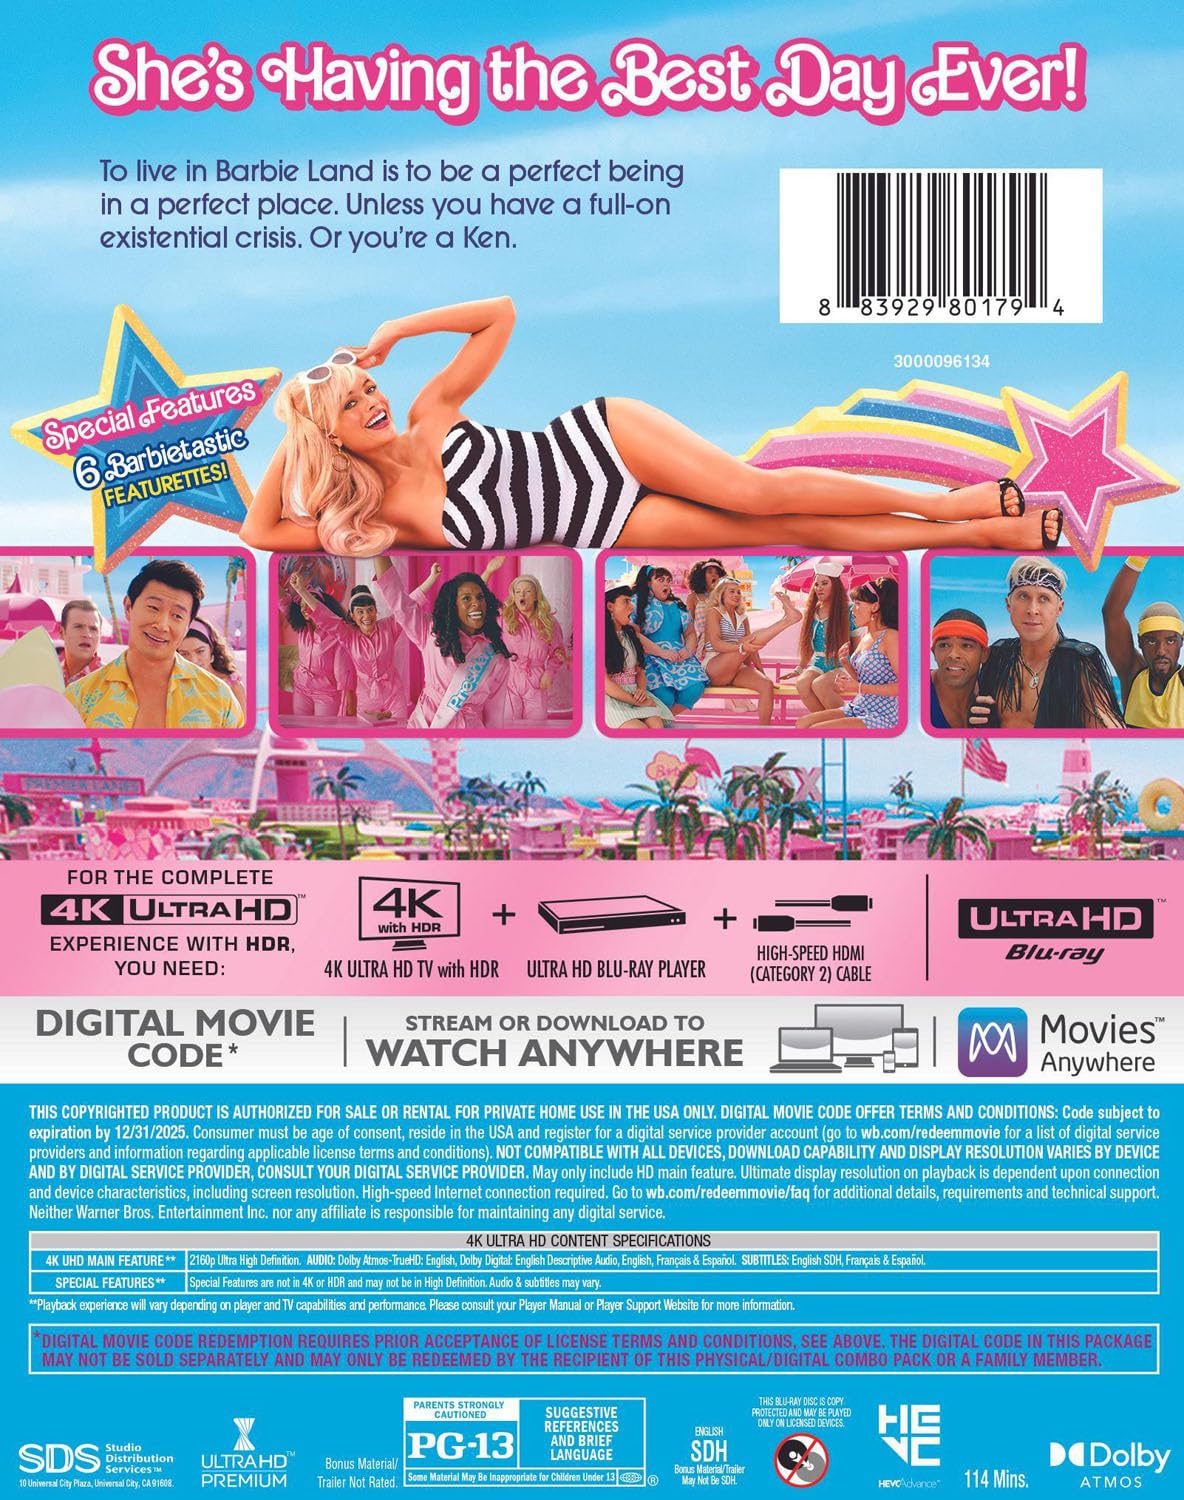 She's Having the Best Day Ever!
To live in Barbie Land is to be a perfect being
in a perfect place. Unless you have a full-on
existential crisis. Or you're a Ken.
8 83929 80179 4
3000096134
Special Features
6 Barbietastic
FEATURETTES!
President
Barbie
FOR THE COMPLETE
4K ULTRA HD™
EXPERIENCE WITH HDR,
YOU NEED:
4K
with HDR
4K ULTRA HD TV with HDR
+
ULTRA HD BLU-RAY PLAYER
+
HIGH-SPEED HDMI
(CATEGORY 2) CABLE
ULTRA HD™
Blu-ray
DIGITAL MOVIE
CODE*
STREAM OR DOWNLOAD TO
WATCH ANYWHERE
Movies™
Anywhere
THIS COPYRIGHTED PRODUCT IS AUTHORIZED FOR SALE OR RENTAL FOR PRIVATE HOME USE IN THE USA ONLY. DIGITAL MOVIE CODE OFFER TERMS AND CONDITIONS: Code subject to
expiration by 12/31/2025. Consumer must be age of consent, reside in the USA and register for a digital service provider account (go to wb.com/redeemmovie for a list of digital service
providers and information regarding applicable license terms and conditions). NOT COMPATIBLE WITH ALL DEVICES, DOWNLOAD CAPABILITY AND DISPLAY RESOLUTION VARIES BY DEVICE
AND BY DIGITAL SERVICE PROVIDER, CONSULT YOUR DIGITAL SERVICE PROVIDER. May only include HD main feature. Ultimate display resolution on playback is dependent upon connection
and device characteristics, including screen resolution. High-speed Internet connection required. Go to wb.com/redeemmovie/faq for additional details, requirements and technical support.
Neither Warner Bros. Entertainment Inc. nor any affiliate is responsible for maintaining any digital service.
4K ULTRA HD CONTENT SPECIFICATIONS
4K UHD MAIN FEATURE** 2160p Ultra High Definition. AUDIO: Dolby Atmos-TrueHD: English, Dolby Digital: English Descriptive Audio, English, Français & Español. SUBTITLES: English SDH, Français & Español.
SPECIAL FEATURES** Special Features are not in 4K or HDR and may not be in High Definition. Audio & subtitles may vary.
**Playback experience will vary depending on player and TV capabilities and performance. Please consult your Player Manual or Player Support Website for more information.
*DIGITAL MOVIE CODE REDEMPTION REQUIRES PRIOR ACCEPTANCE OF LICENSE TERMS AND CONDITIONS, SEE ABOVE. THE DIGITAL CODE IN THIS PACKAGE
MAY NOT BE SOLD SEPARATELY AND MAY ONLY BE REDEEMED BY THE RECIPIENT OF THIS PHYSICAL/DIGITAL COMBO PACK OR A FAMILY MEMBER.
SDS Studio
Distribution
Services™
10 Universal City Plaza, Universal City, CA 91608.
ULTRA HD™
PREMIUM
Bonus Material/
Trailer Not Rated.
PARENTS STRONGLY
CAUTIONED
PG-13
SUGGESTIVE
REFERENCES
AND BRIEF
LANGUAGE
Some Material May Be Inappropriate for Children Under 13
®
ENGLISH
SDH
Bonus Material/Trailer
May Not Be SDH.
THIS BLU-RAY DISC IS COPY
PROTECTED AND MAY BE PLAYED
ONLY ON LICENSED DEVICES.
HEVC
HEVCAdvance™
114 Mins.
Dolby
ATMOS